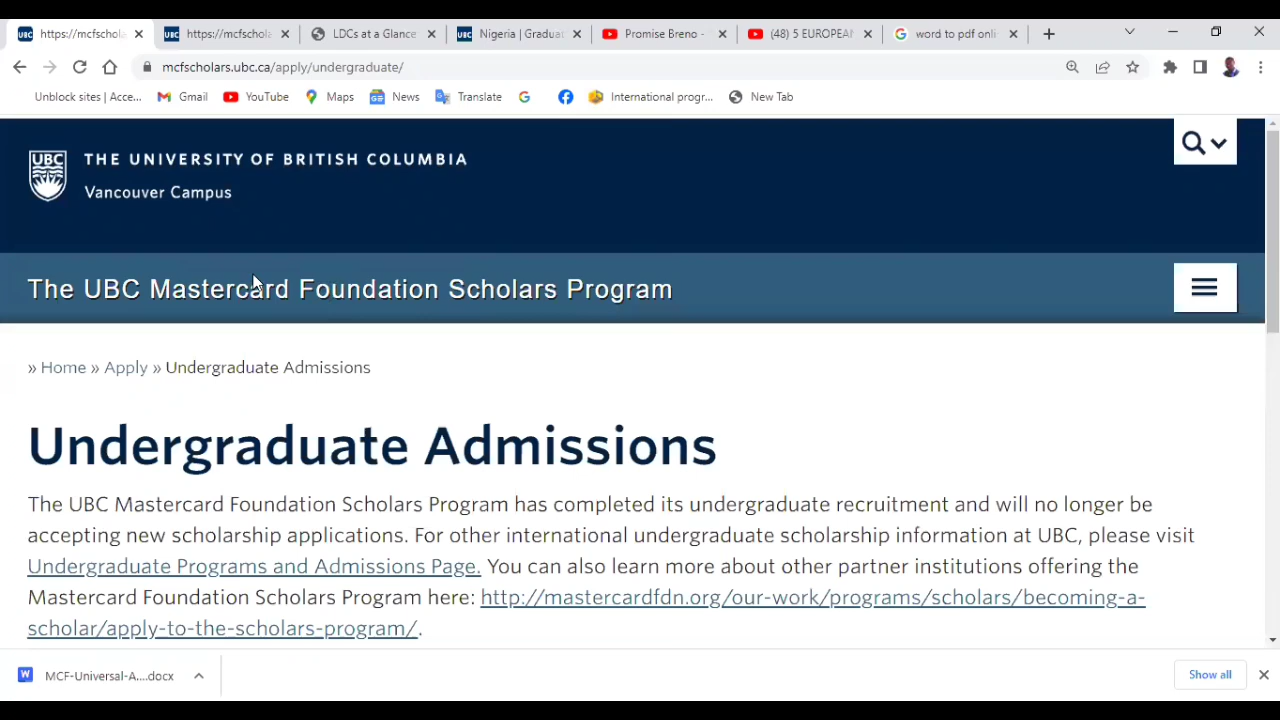 https://mcfschola
https://mcfschola
LDCs at a Glance
Nigeria | Graduat
Promise Breno -
(48) 5 EUROPEAN
word to pdf onli
mcfscholars.ubc.ca/apply/undergraduate/
Unblock sites | Acce...
Gmail
YouTube
Maps
News
Translate
International progr...
New Tab
UBC
THE UNIVERSITY OF BRITISH COLUMBIA
Vancouver Campus
The UBC Mastercard Foundation Scholars Program
» Home » Apply » Undergraduate Admissions
Undergraduate Admissions
The UBC Mastercard Foundation Scholars Program has completed its undergraduate recruitment and will no longer be
accepting new scholarship applications. For other international undergraduate scholarship information at UBC, please visit
Undergraduate Programs and Admissions Page. You can also learn more about other partner institutions offering the
Mastercard Foundation Scholars Program here: http://mastercardfdn.org/our-work/programs/scholars/becoming-a-
scholar/apply-to-the-scholars-program/.
MCF-Universal-A....docx
Show all